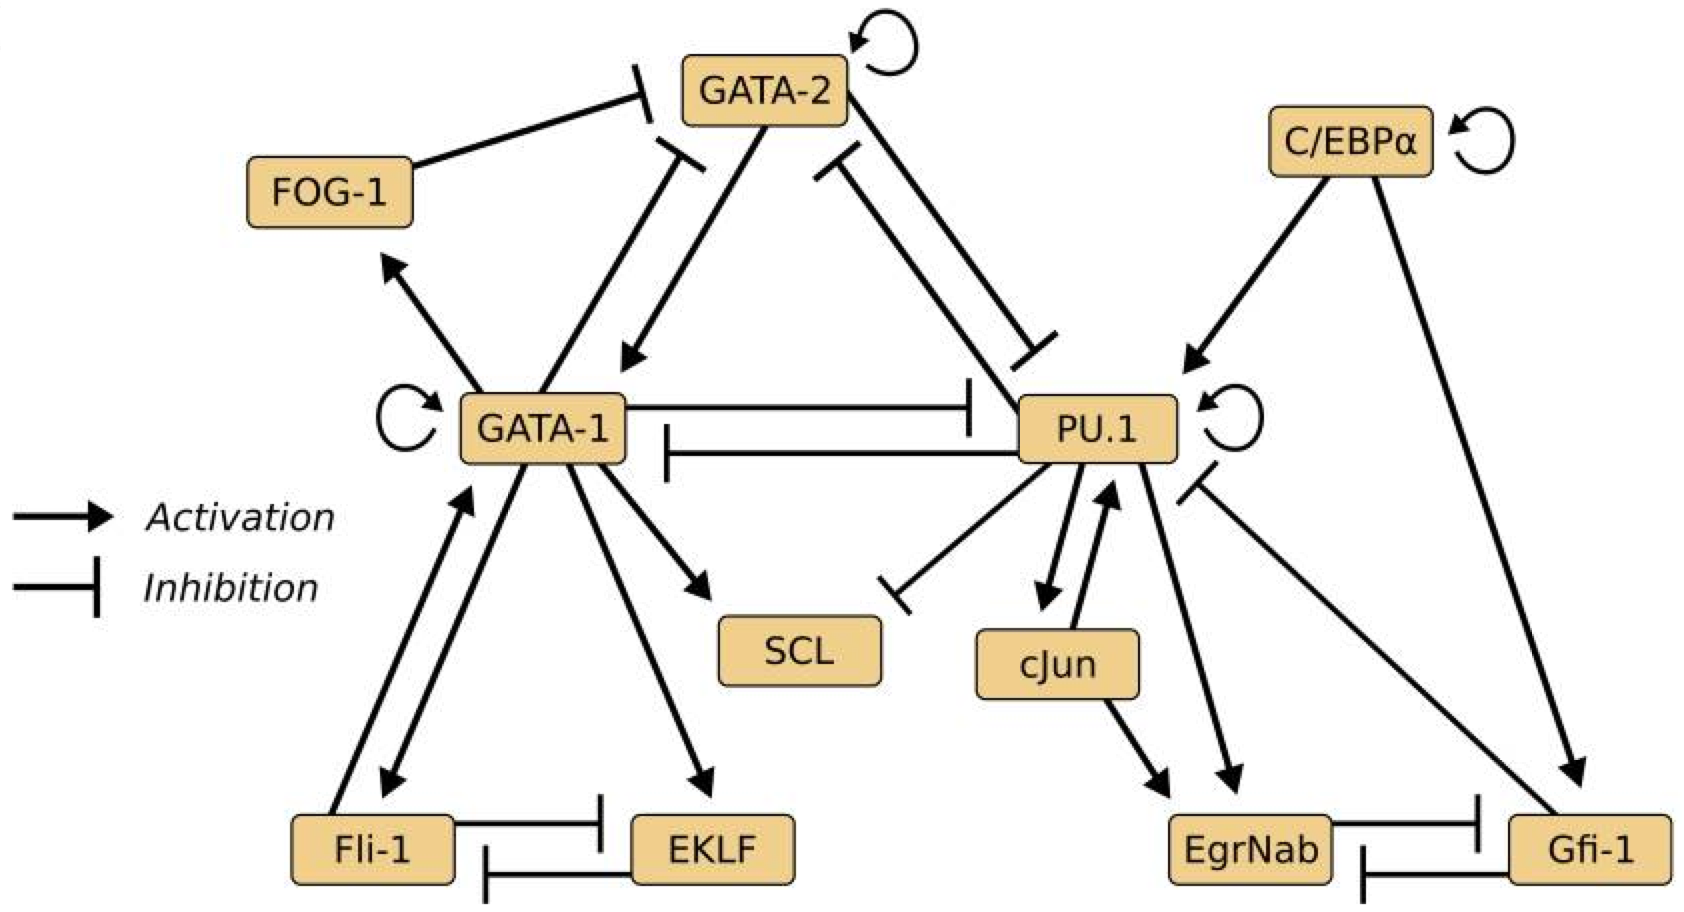 GATA-2
C/EBPα
FOG-1
GATA-1
PU.1
Activation
Inhibition
SCL
cJun
Fli-1
EKLF
EgrNab
Gfi-1